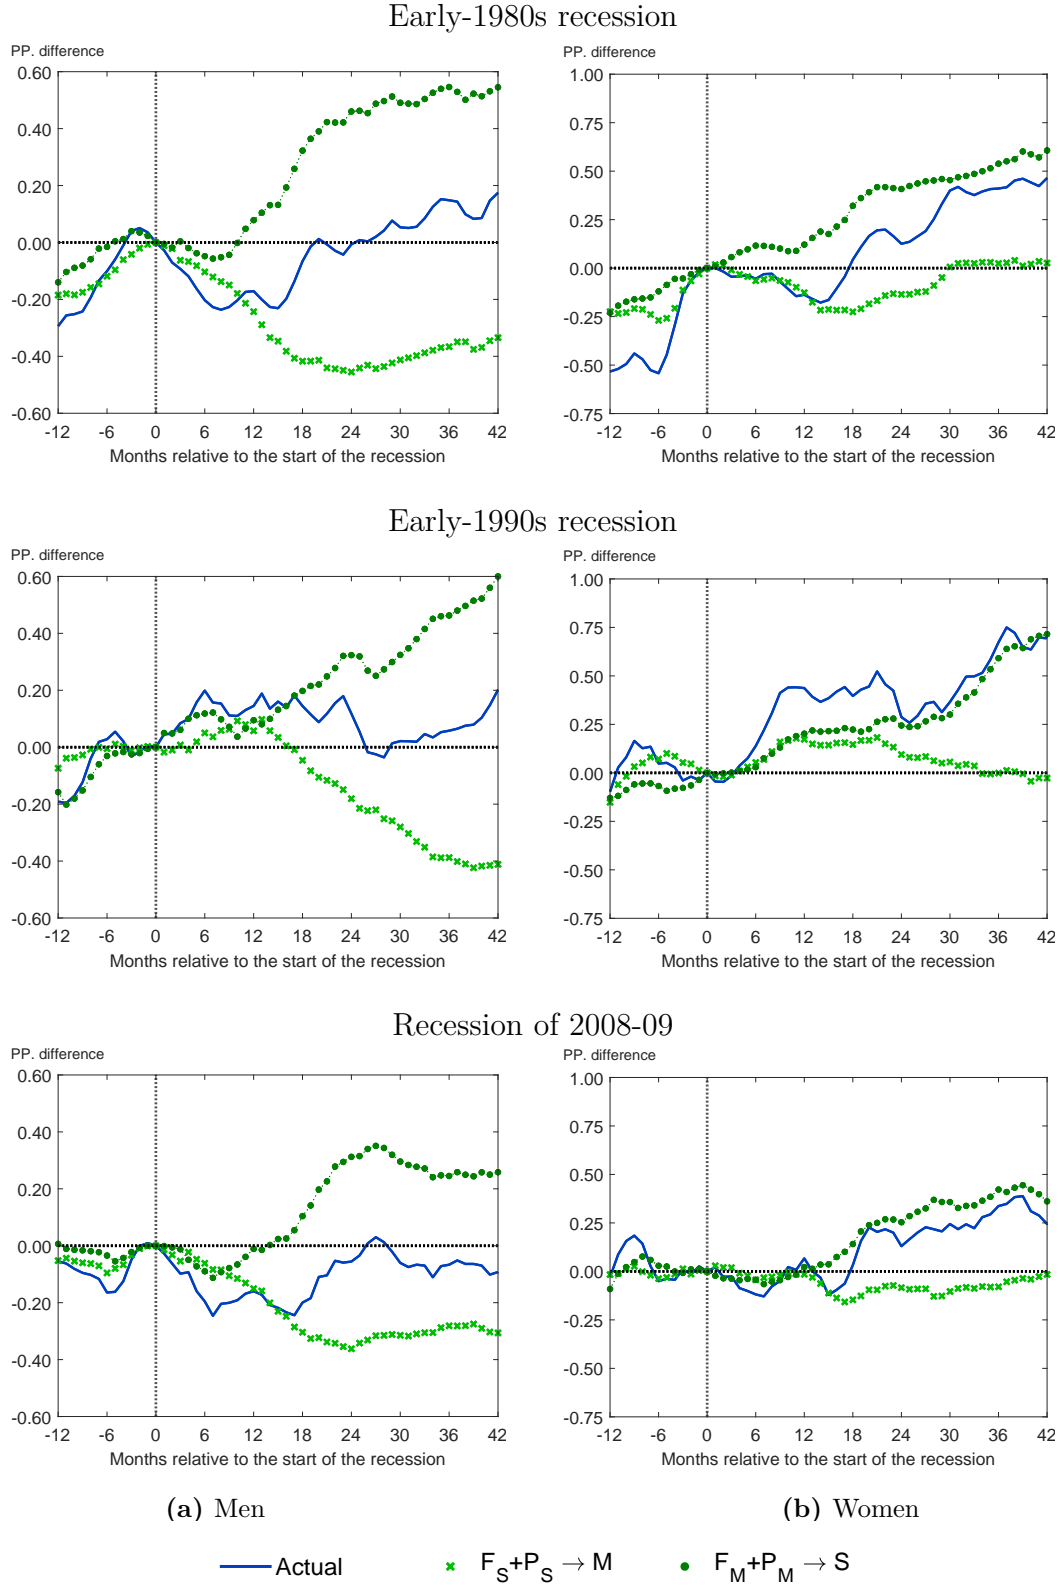 Early-1980s recession
PP. difference
0.60
0.40
0.20
0.00
-0.20
-0.40
-0.60
-12 -6 0 6 12 18 24 30 36 42
Months relative to the start of the recession
PP. difference
1.00
0.75
0.50
0.25
0.00
-0.25
-0.50
-0.75
-12 -6 0 6 12 18 24 30 36 42
Months relative to the start of the recession
Early-1990s recession
PP. difference
0.60
0.40
0.20
0.00
-0.20
-0.40
-0.60
-12 -6 0 6 12 18 24 30 36 42
Months relative to the start of the recession
PP. difference
1.00
0.75
0.50
0.25
0.00
-0.25
-0.50
-0.75
-12 -6 0 6 12 18 24 30 36 42
Months relative to the start of the recession
Recession of 2008-09
PP. difference
0.60
0.40
0.20
0.00
-0.20
-0.40
-0.60
-12 -6 0 6 12 18 24 30 36 42
Months relative to the start of the recession
PP. difference
1.00
0.75
0.50
0.25
0.00
-0.25
-0.50
-0.75
-12 -6 0 6 12 18 24 30 36 42
Months relative to the start of the recession
(a) Men
(b) Women
Actual F_S+P_S → M F_M+P_M → S